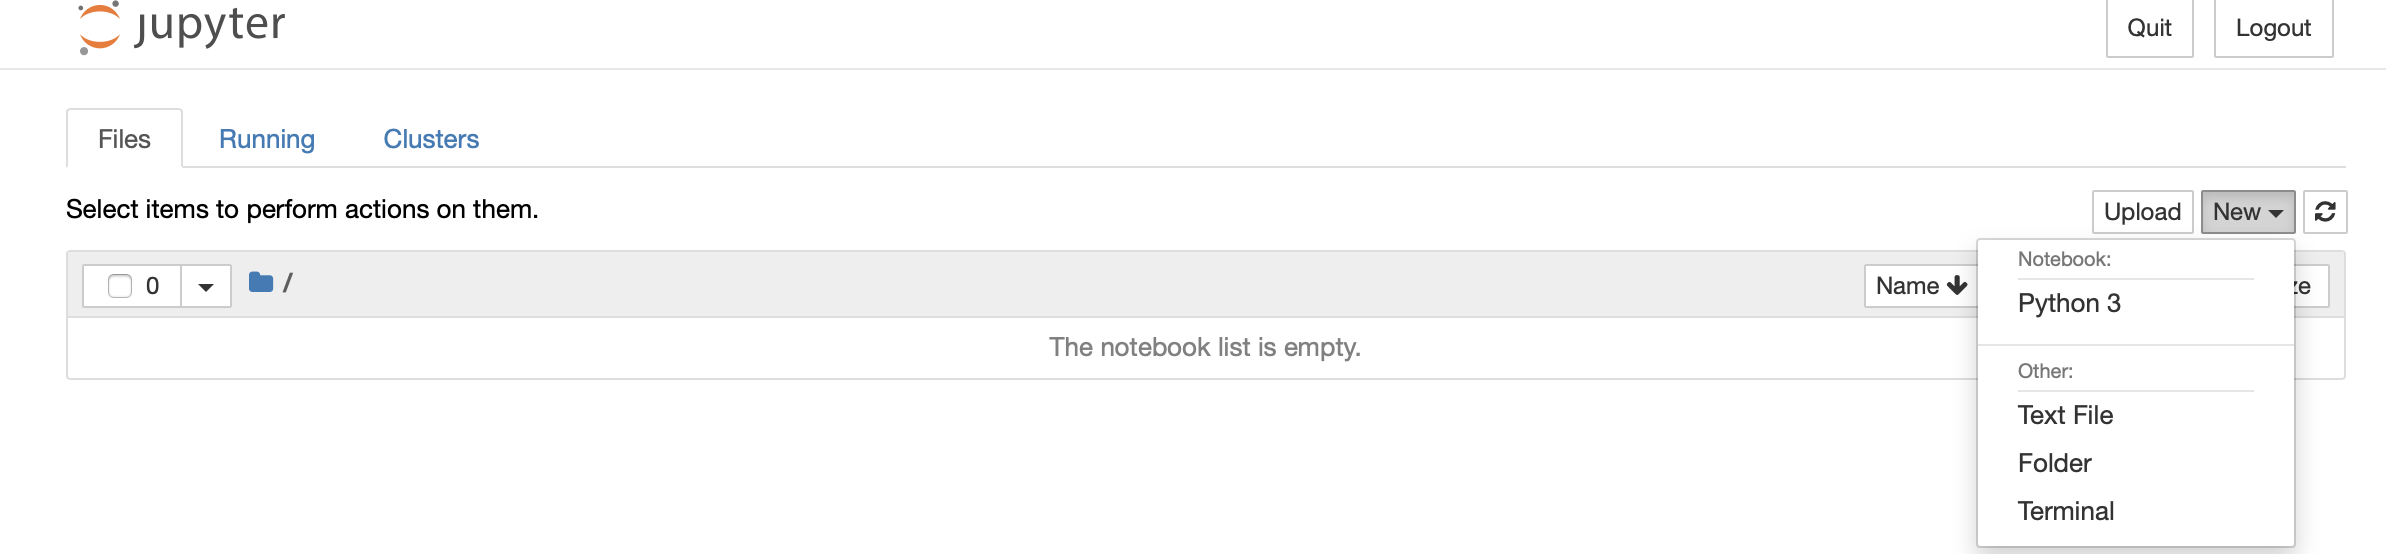 jupyter
Quit
Logout
Files
Running
Clusters
Select items to perform actions on them.
Upload
New
0
/
Name
ze
The notebook list is empty.
Notebook:
Python 3
Other:
Text File
Folder
Terminal